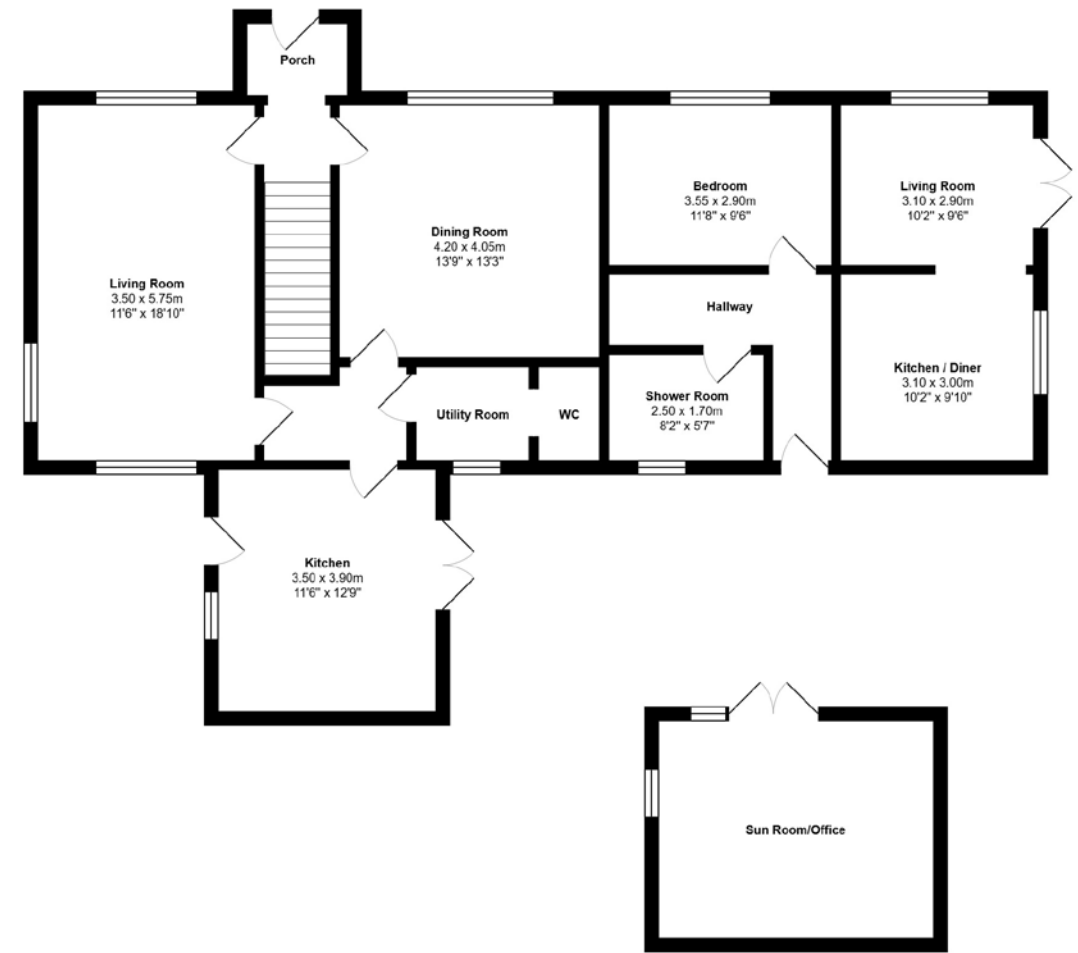 Porch
Living Room
3.50 x 5.75m
11'6" x 18'10"
Dining Room
4.20 x 4.05m
13'9" x 13'3"
Bedroom
3.55 x 2.90m
11'8" x 9'6"
Living Room
3.10 x 2.90m
10'2" x 9'6"
Hallway
Kitchen / Diner
3.10 x 3.00m
10'2" x 9'10"
Shower Room
2.50 x 1.70m
8'2" x 5'7"
Utility Room
WC
Kitchen
3.50 x 3.90m
11'6" x 12'9"
Sun Room/Office